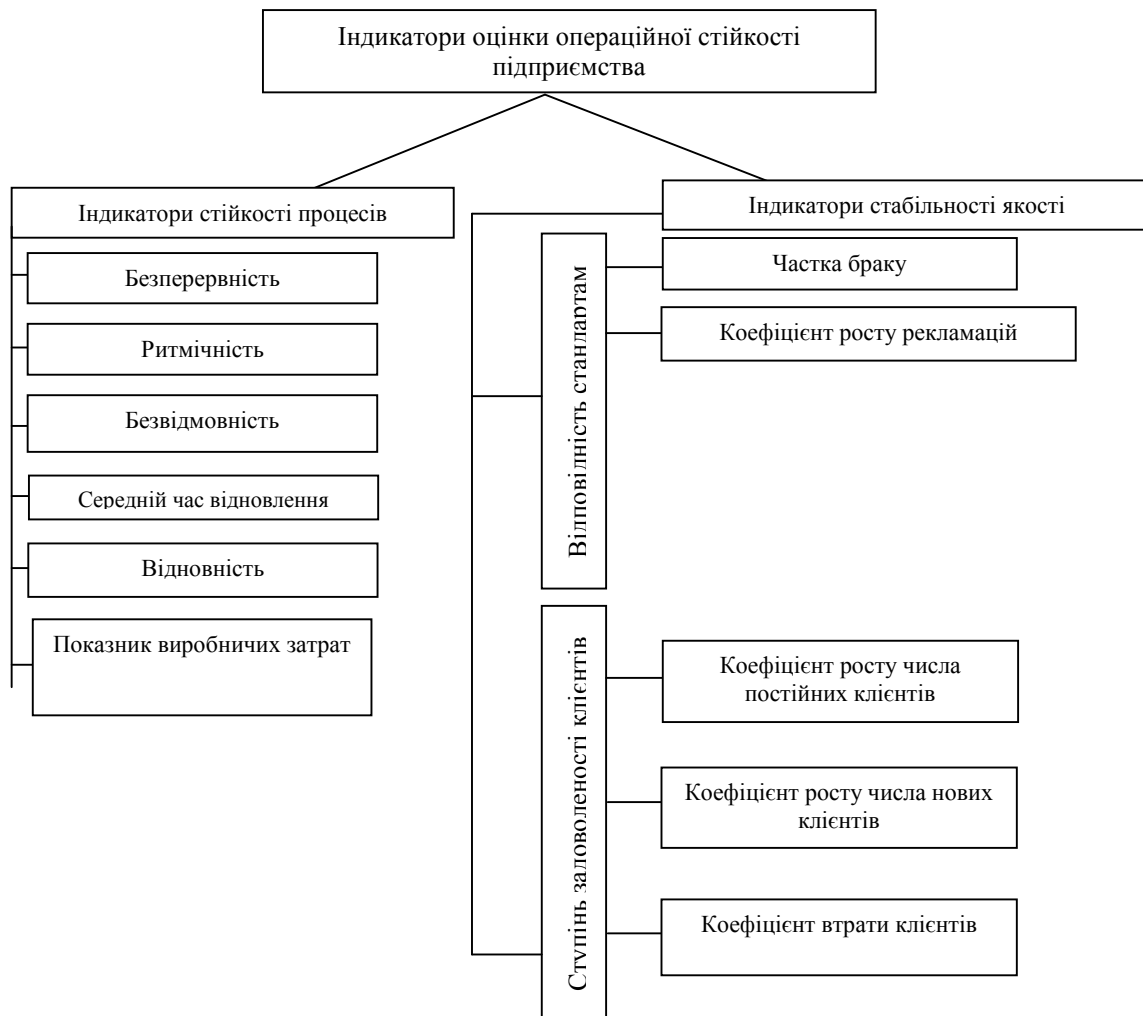 Індикатори оцінки операційної стійкості
підприємства
Індикатори стійкості процесів
Безперервність
Ритмічність
Безвідмовність
Середній час відновлення
Відновність
Показник виробничих затрат
Індикатори стабільності якості
Відповідність стандартам
Частка браку
Коефіцієнт росту рекламацій
Ступінь задоволеності клієнтів
Коефіцієнт росту числа
постійних клієнтів
Коефіцієнт росту числа нових
клієнтів
Коефіцієнт втрати клієнтів